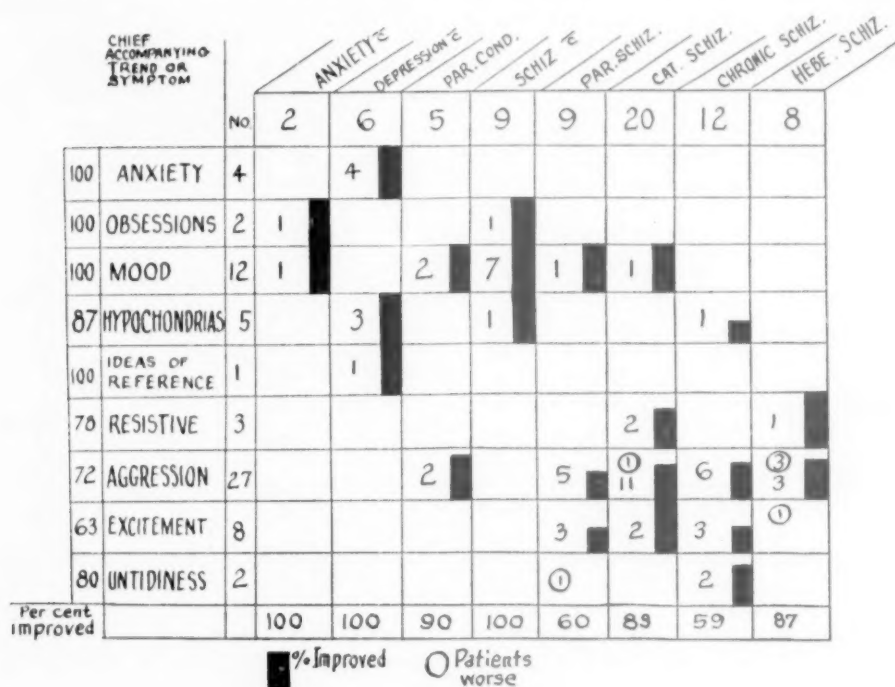 CHIEF
ACCOMPANYING
TREND OR
SYMPTOM
ANXIETY c̄
DEPRESSION c̄
PAR. COND.
SCHIZ c̄
PAR. SCHIZ.
CAT. SCHIZ.
CHRONIC SCHIZ.
HEBE. SCHIZ.
No. 2 6 5 9 9 20 12 8
100 ANXIETY 4 4
100 OBSESSIONS 2 1 1
100 MOOD 12 1 2 7 1 1
87 HYPOCHONDRIAS 5 3 1 1
100 IDEAS OF
REFERENCE 1 1
78 RESISTIVE 3 2 1
72 AGGRESSION 27 2 5 1 11 6 3 3
63 EXCITEMENT 8 3 2 3 1
80 UNTIDINESS 2 1 2
Per cent
improved 100 100 90 100 60 89 59 87
% Improved
Patients
worse